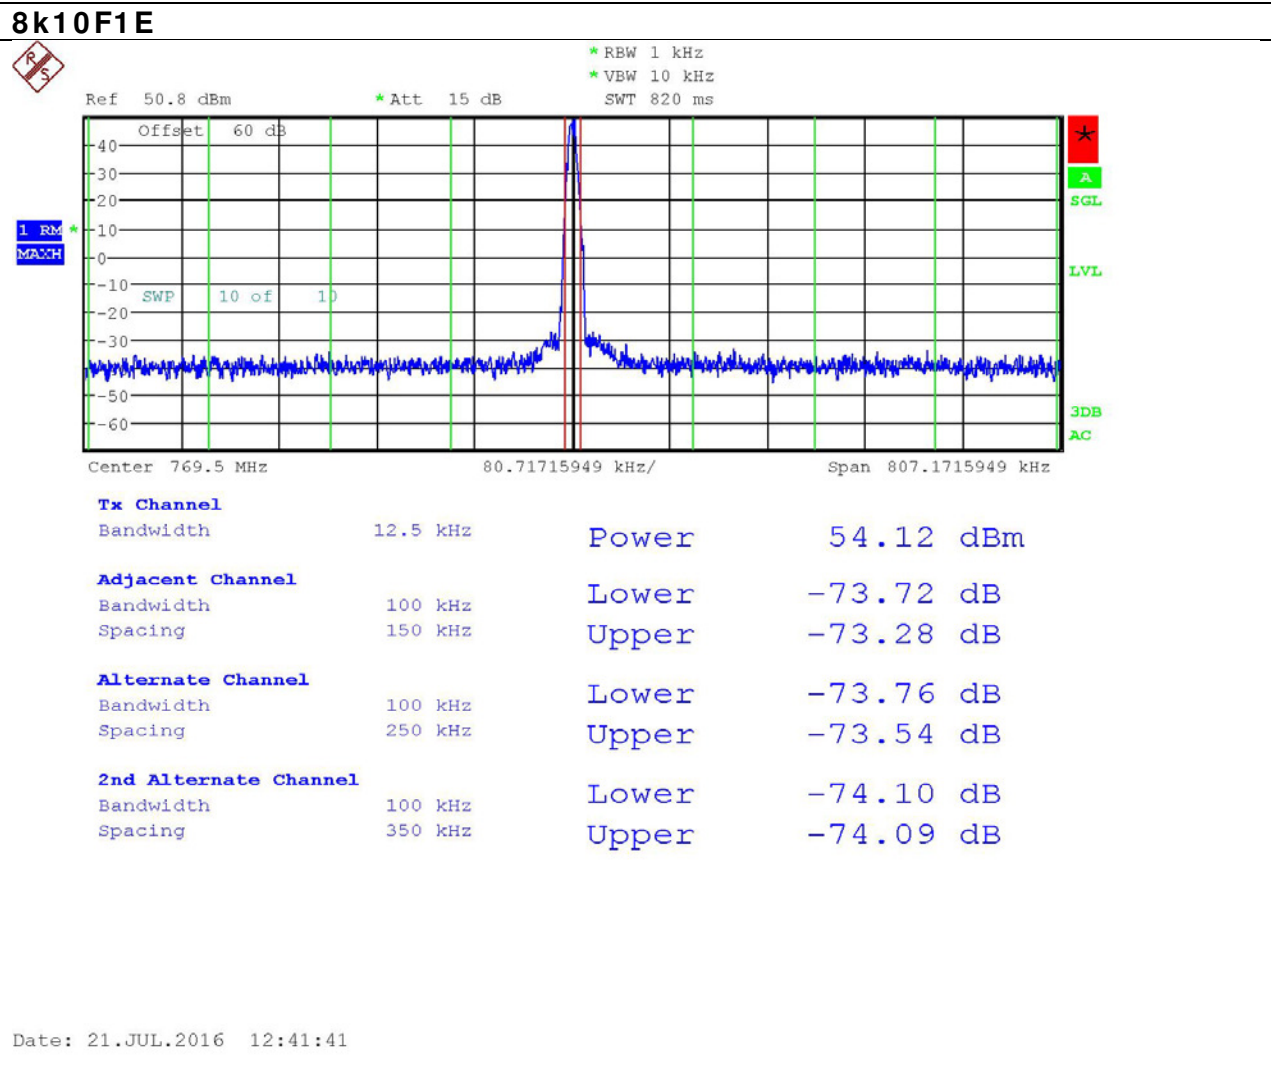 8k10F1E
R S
* RBW 1 kHz
* VBW 10 kHz
Ref 50.8 dBm * Att 15 dB SWT 820 ms
Offset 60 dB
40
30
A
20
SGL
1 RM *
10
MAXH
0
LVL
-10
SWP 10 of 10
-20
-30
-40
-50
3DB
-60
AC
Center 769.5 MHz 80.71715949 kHz/ Span 807.1715949 kHz
Tx Channel
Bandwidth 12.5 kHz Power 54.12 dBm
Adjacent Channel
Bandwidth 100 kHz Lower -73.72 dB
Spacing 150 kHz Upper -73.28 dB
Alternate Channel
Bandwidth 100 kHz Lower -73.76 dB
Spacing 250 kHz Upper -73.54 dB
2nd Alternate Channel
Bandwidth 100 kHz Lower -74.10 dB
Spacing 350 kHz Upper -74.09 dB
Date: 21.JUL.2016 12:41:41